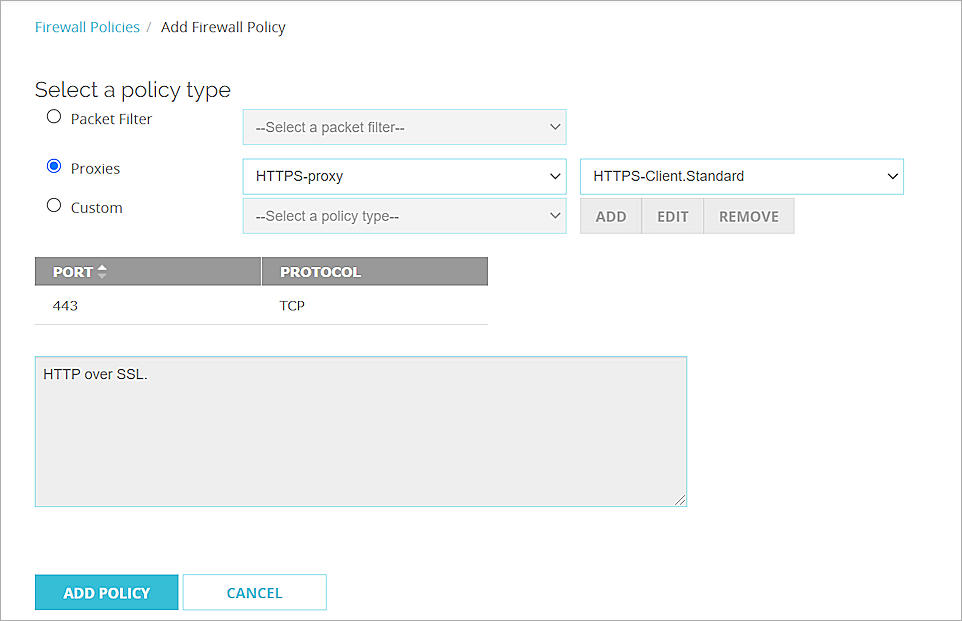 Firewall Policies / Add Firewall Policy
Select a policy type
Packet Filter --Select a packet filter--
Proxies HTTPS-proxy HTTPS-Client.Standard
Custom --Select a policy type-- ADD EDIT REMOVE
PORT PROTOCOL
443 TCP
HTTP over SSL.
ADD POLICY CANCEL